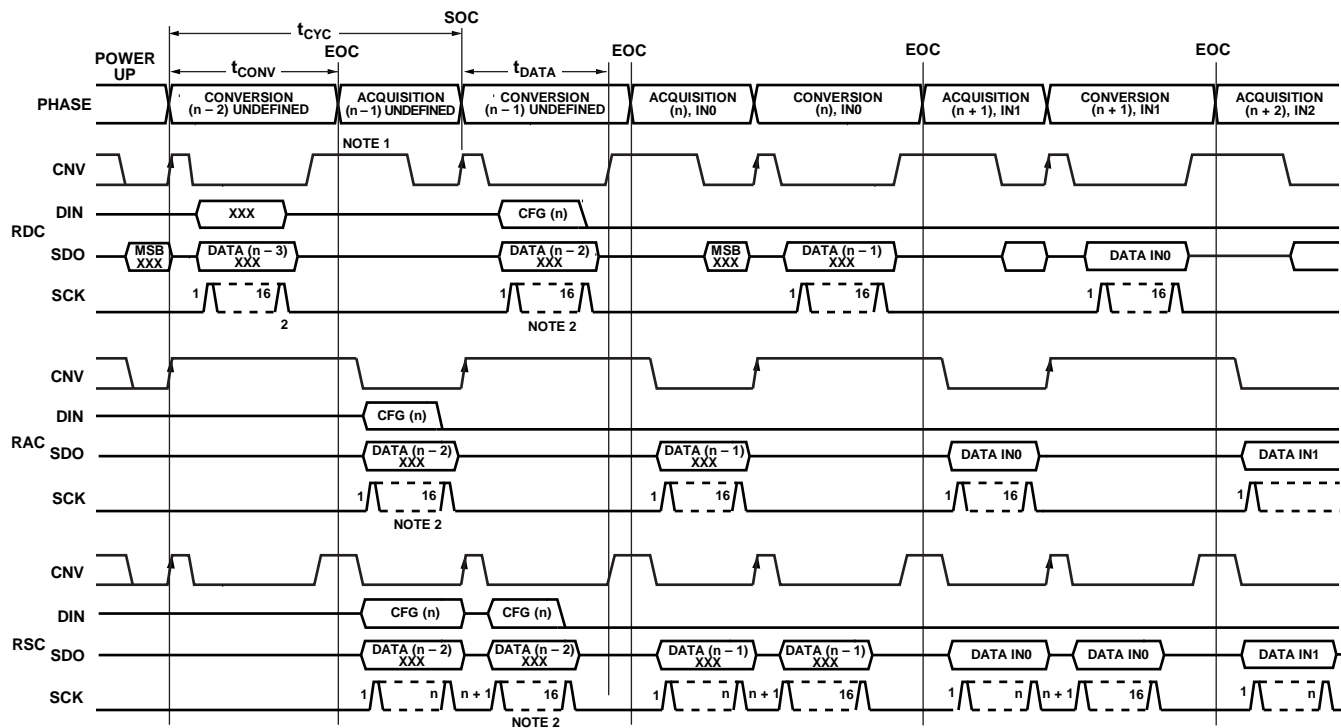 SOC
tCYC
POWER UP
EOC
EOC
EOC
EOC
tCONV
tDATA
PHASE
CONVERSION (n – 2) UNDEFINED
ACQUISITION (n – 1) UNDEFINED
CONVERSION (n – 1) UNDEFINED
ACQUISITION (n), IN0
CONVERSION (n), IN0
ACQUISITION (n + 1), IN1
CONVERSION (n + 1), IN1
ACQUISITION (n + 2), IN2
NOTE 1
CNV
RDC
DIN
XXX
CFG (n)
SDO
MSB XXX
DATA (n – 3) XXX
DATA (n – 2) XXX
MSB XXX
DATA (n – 1) XXX
DATA IN0
SCK
1 16
1 16
1 16
1 16
2
NOTE 2
CNV
RAC
DIN
CFG (n)
SDO
DATA (n – 2) XXX
DATA (n – 1) XXX
DATA IN0
DATA IN1
SCK
1 16
1 16
1 16
1
NOTE 2
CNV
RSC
DIN
CFG (n)
CFG (n)
SDO
DATA (n – 2) XXX
DATA (n – 2) XXX
DATA (n – 1) XXX
DATA (n – 1) XXX
DATA IN0
DATA IN0
DATA IN1
SCK
1 n n + 1 16
1 n n + 1 16
1 n n + 1 16
1 n
NOTE 2